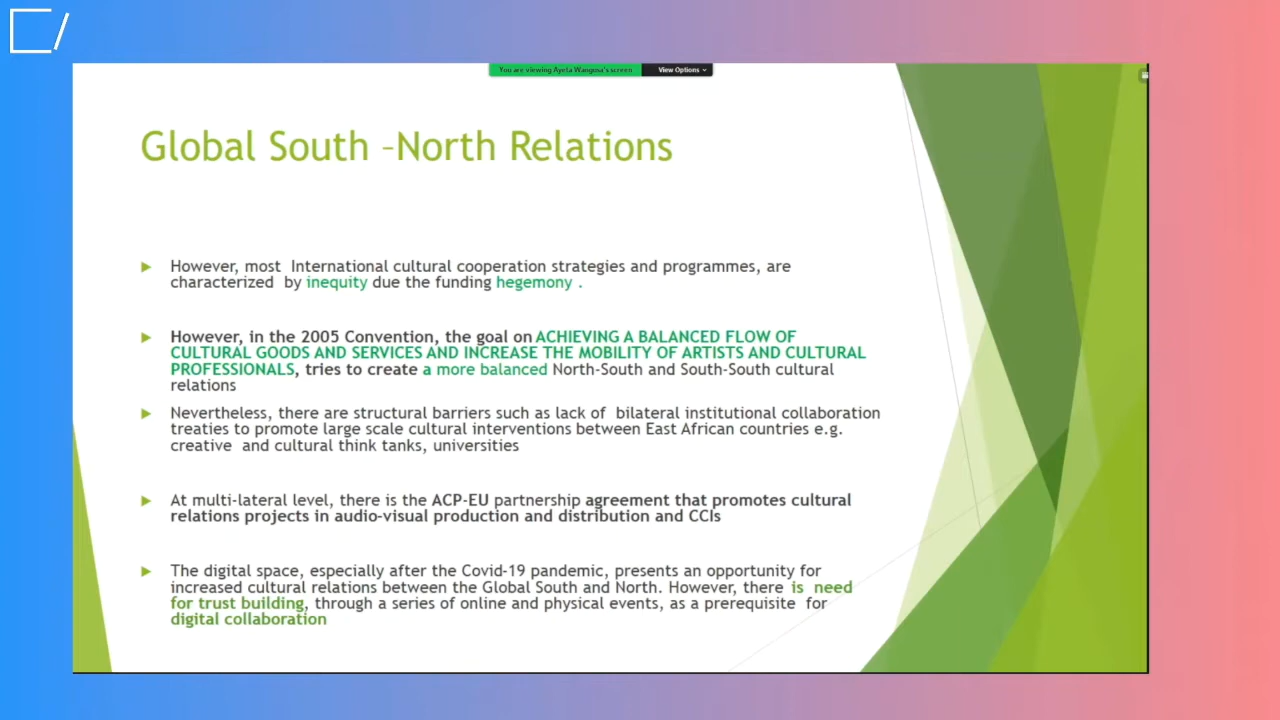 You are viewing Ayeta Wangusa's screen
View Options
Global South –North Relations
However, most International cultural cooperation strategies and programmes, are
characterized by inequity due the funding hegemony .
However, in the 2005 Convention, the goal on ACHIEVING A BALANCED FLOW OF
CULTURAL GOODS AND SERVICES AND INCREASE THE MOBILITY OF ARTISTS AND CULTURAL
PROFESSIONALS, tries to create a more balanced North-South and South-South cultural
relations
Nevertheless, there are structural barriers such as lack of bilateral institutional collaboration
treaties to promote large scale cultural interventions between East African countries e.g.
creative and cultural think tanks, universities
At multi-lateral level, there is the ACP-EU partnership agreement that promotes cultural
relations projects in audio-visual production and distribution and CCIs
The digital space, especially after the Covid-19 pandemic, presents an opportunity for
increased cultural relations between the Global South and North. However, there is need
for trust building, through a series of online and physical events, as a prerequisite for
digital collaboration